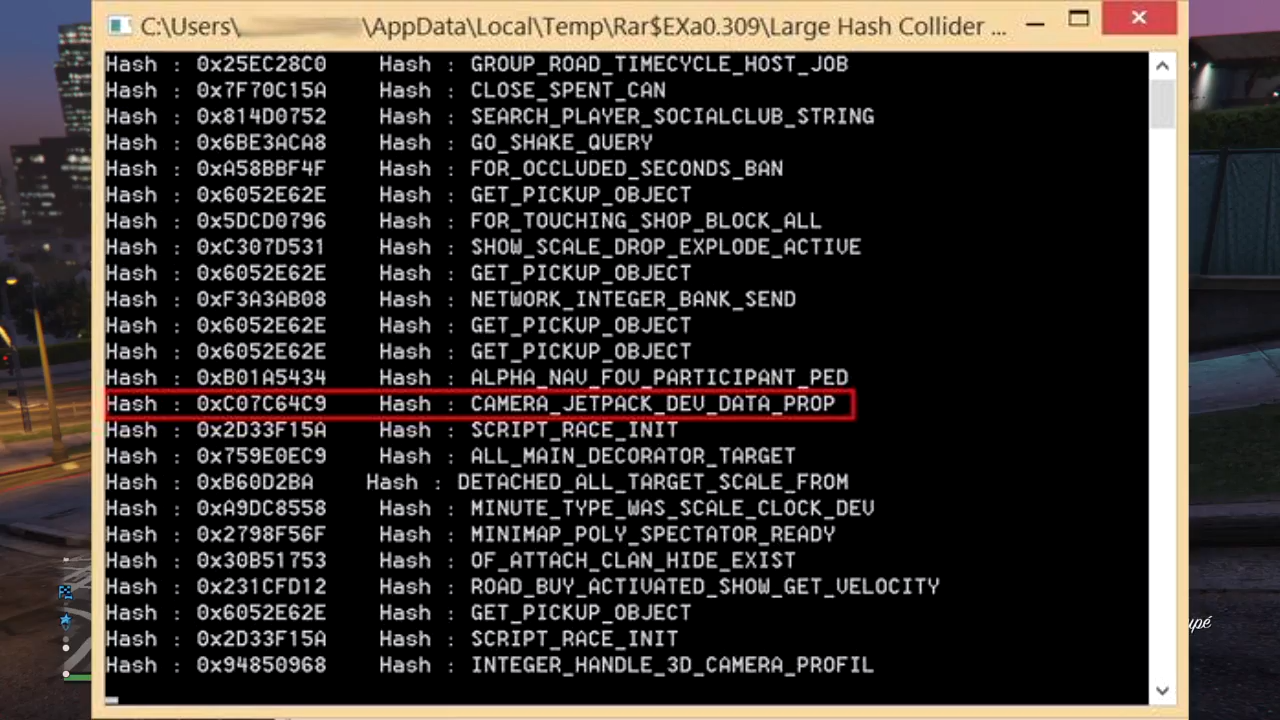 C:\Users\ \AppData\Local\Temp\Rar$EXa0.309\Large Hash Collider ...
Hash : 0x25EC28C0 Hash : GROUP_ROAD_TIMECYCLE_HOST_JOB
Hash : 0x7F70C15A Hash : CLOSE_SPENT_CAN
Hash : 0x814D0752 Hash : SEARCH_PLAYER_SOCIALCLUB_STRING
Hash : 0x6BE3ACA8 Hash : GO_SHAKE_QUERY
Hash : 0xA58BBF4F Hash : FOR_OCCLUDED_SECONDS_BAN
Hash : 0x6052E62E Hash : GET_PICKUP_OBJECT
Hash : 0x5DCD0796 Hash : FOR_TOUCHING_SHOP_BLOCK_ALL
Hash : 0xC307D531 Hash : SHOW_SCALE_DROP_EXPLODE_ACTIVE
Hash : 0x6052E62E Hash : GET_PICKUP_OBJECT
Hash : 0xF3A3AB08 Hash : NETWORK_INTEGER_BANK_SEND
Hash : 0x6052E62E Hash : GET_PICKUP_OBJECT
Hash : 0x6052E62E Hash : GET_PICKUP_OBJECT
Hash : 0xB01A5434 Hash : ALPHA_NAV_FOV_PARTICIPANT_PED
Hash : 0xC07C64C9 Hash : CAMERA_JETPACK_DEV_DATA_PROP
Hash : 0x2D33F15A Hash : SCRIPT_RACE_INIT
Hash : 0x759E0EC9 Hash : ALL_MAIN_DECORATOR_TARGET
Hash : 0xB60D2BA Hash : DETACHED_ALL_TARGET_SCALE_FROM
Hash : 0xA9DC8558 Hash : MINUTE_TYPE_WAS_SCALE_CLOCK_DEV
Hash : 0x2798F56F Hash : MINIMAP_POLY_SPECTATOR_READY
Hash : 0x30B51753 Hash : OF_ATTACH_CLAN_HIDE_EXIST
Hash : 0x231CFD12 Hash : ROAD_BUY_ACTIVATED_SHOW_GET_VELOCITY
Hash : 0x6052E62E Hash : GET_PICKUP_OBJECT
Hash : 0x2D33F15A Hash : SCRIPT_RACE_INIT
Hash : 0x94850968 Hash : INTEGER_HANDLE_3D_CAMERA_PROFIL